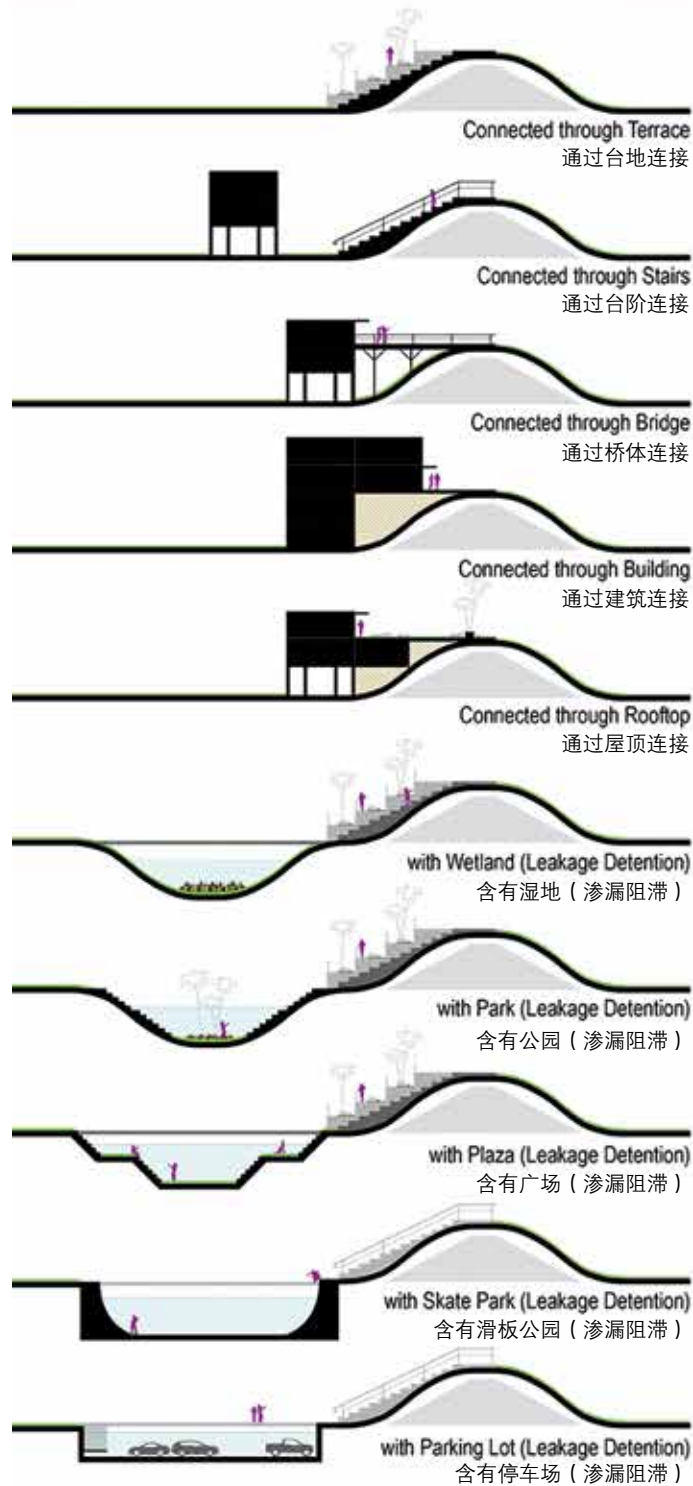 Connected through Terrace
通过台地连接
Connected through Stairs
通过台阶连接
Connected through Bridge
通过桥体连接
Connected through Building
通过建筑连接
Connected through Rooftop
通过屋顶连接
with Wetland (Leakage Detention)
含有湿地（渗漏阻滞）
with Park (Leakage Detention)
含有公园（渗漏阻滞）
with Plaza (Leakage Detention)
含有广场（渗漏阻滞）
with Skate Park (Leakage Detention)
含有滑板公园（渗漏阻滞）
with Parking Lot (Leakage Detention)
含有停车场（渗漏阻滞）